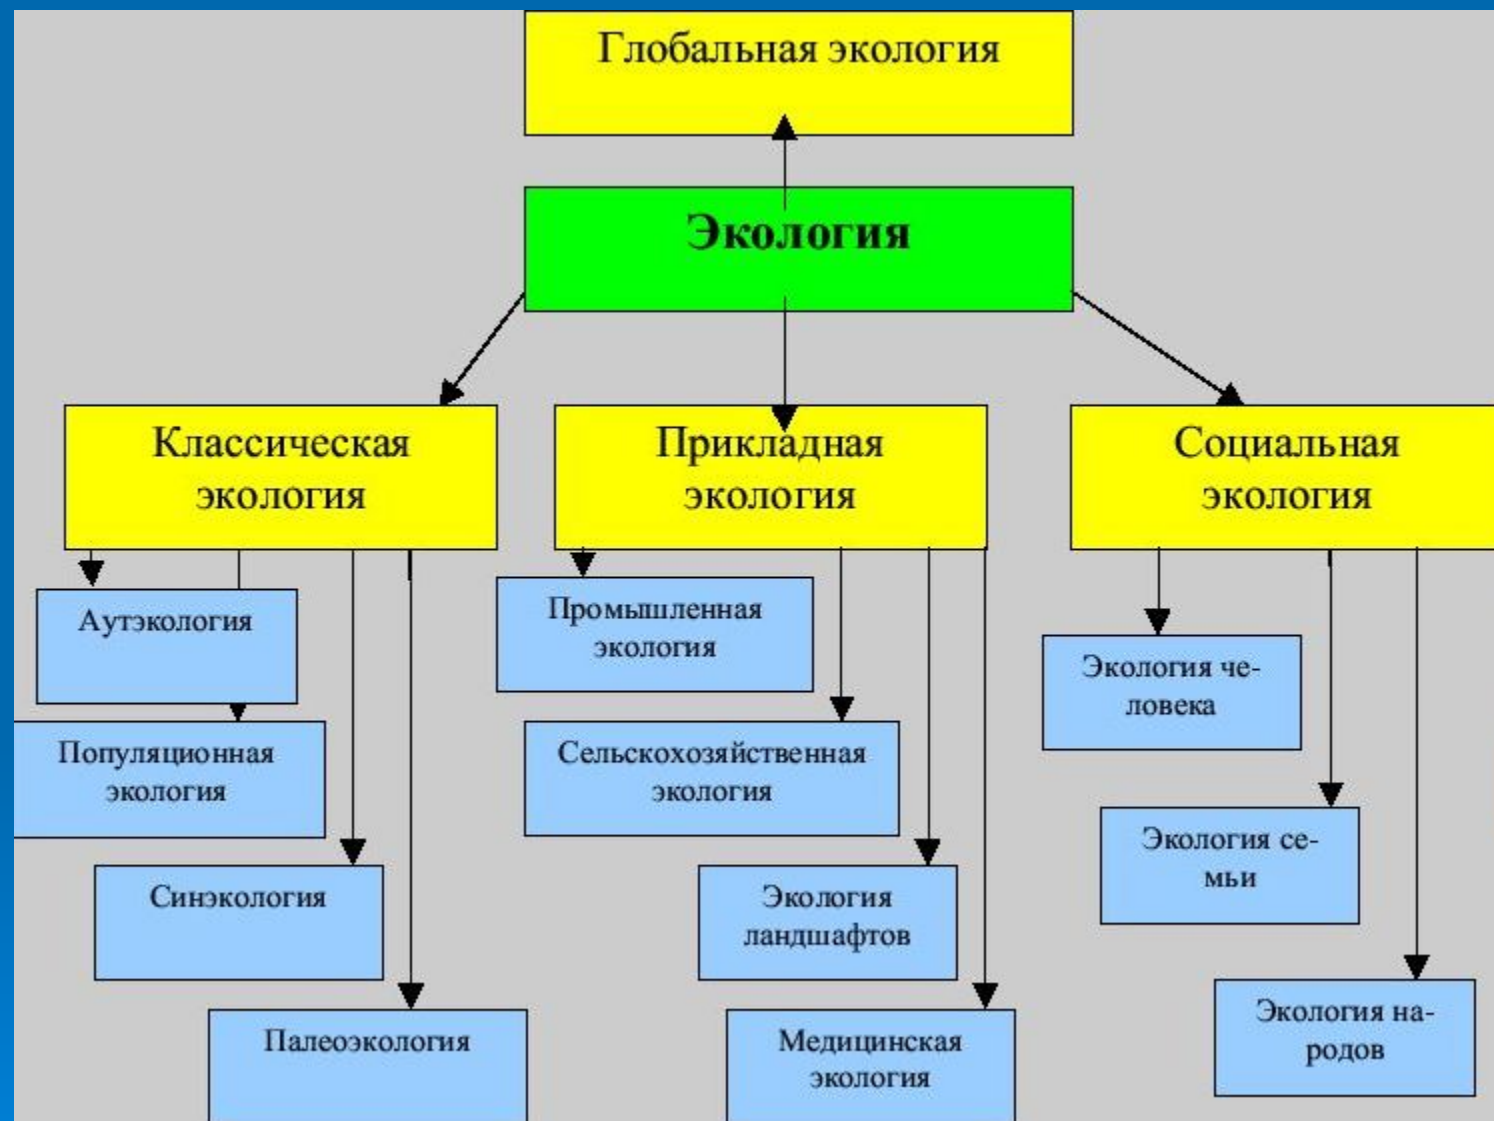 Глобальная экология
Экология
Классическая
экология
Прикладная
экология
Социальная
экология
Аутэкология
Популяционная
экология
Синэкология
Палеоэкология
Промышленная
экология
Сельскохозяйственная
экология
Экология
ландшафтов
Медицинская
экология
Экология че-
ловека
Экология се-
мьи
Экология на-
родов